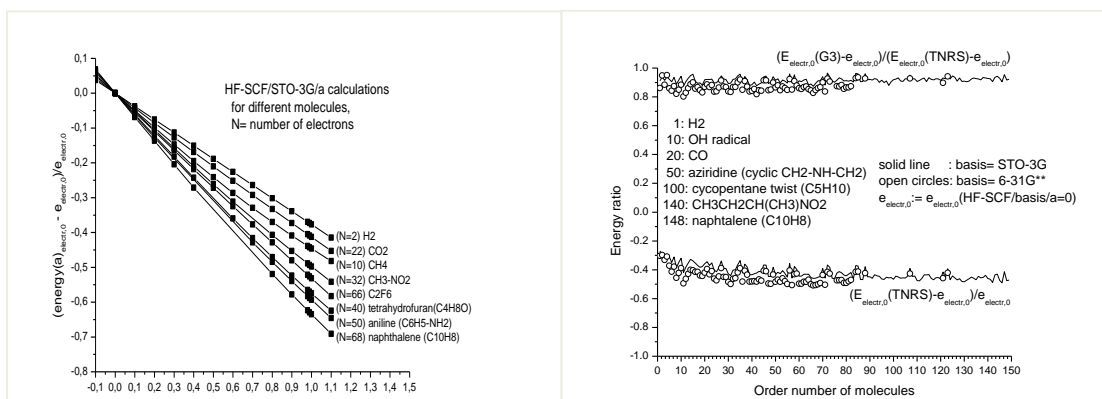 0,1
0,0
-0,1
-0,2
-0,3
-0,4
-0,5
-0,6
-0,7
-0,8
(energy(a)electr,0 - eelectr,0)/eelectr,0
HF-SCF/STO-3G/a calculations
for different molecules,
N= number of electrons
(N=2) H2
(N=22) CO2
(N=10) CH4
(N=32) CH3-NO2
(N=66) C2F6
(N=40) tetrahydrofuran(C4H8O)
(N=50) aniline (C6H5-NH2)
(N=68) naphthalene (C10H8)
-0,1 0,0 0,1 0,2 0,3 0,4 0,5 0,6 0,7 0,8 0,9 1,0 1,1 1,2 1,3 1,4 1,5
(Eelectr,0(G3)-eelectr,0)/(Eelectr,0(TNRS)-eelectr,0)
1.0
0.8
0.6
0.4
0.2
0.0
-0.2
-0.4
-0.6
-0.8
-1.0
Energy ratio
1: H2
10: OH radical
20: CO
50: aziridine (cyclic CH2-NH-CH2)
100: cycopentane twist (C5H10)
140: CH3CH2CH(CH3)NO2
148: naphtalene (C10H8)
solid line : basis= STO-3G
open circles: basis= 6-31G**
eelectr,0:= eelectr,0(HF-SCF/basis/a=0)
(Eelectr,0(TNRS)-eelectr,0)/eelectr,0
0 10 20 30 40 50 60 70 80 90 100 110 120 130 140 150
Order number of molecules